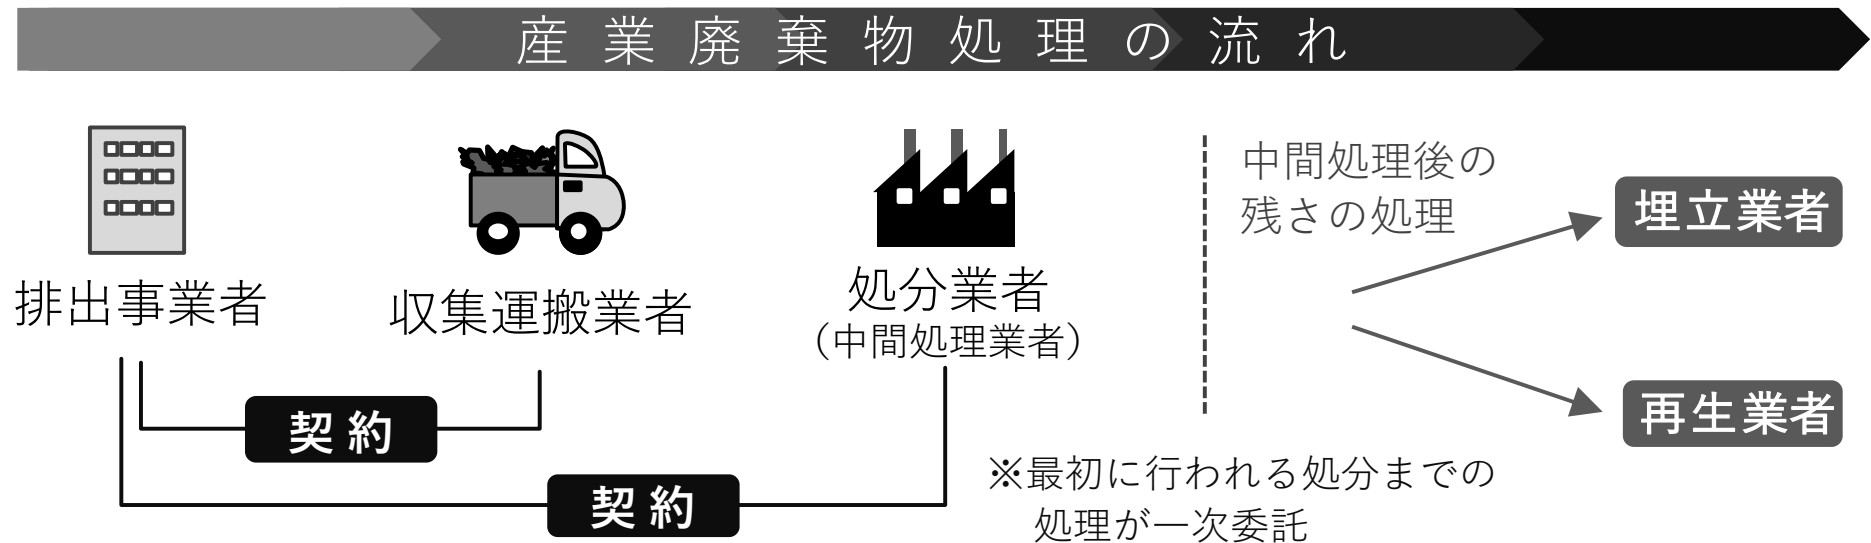 産業廃棄物処理の流れ
排出事業者
収集運搬業者
処分業者
（中間処理業者）
中間処理後の
残さの処理
埋立業者
再生業者
契約
契約
※最初に行われる処分までの
処理が一次委託